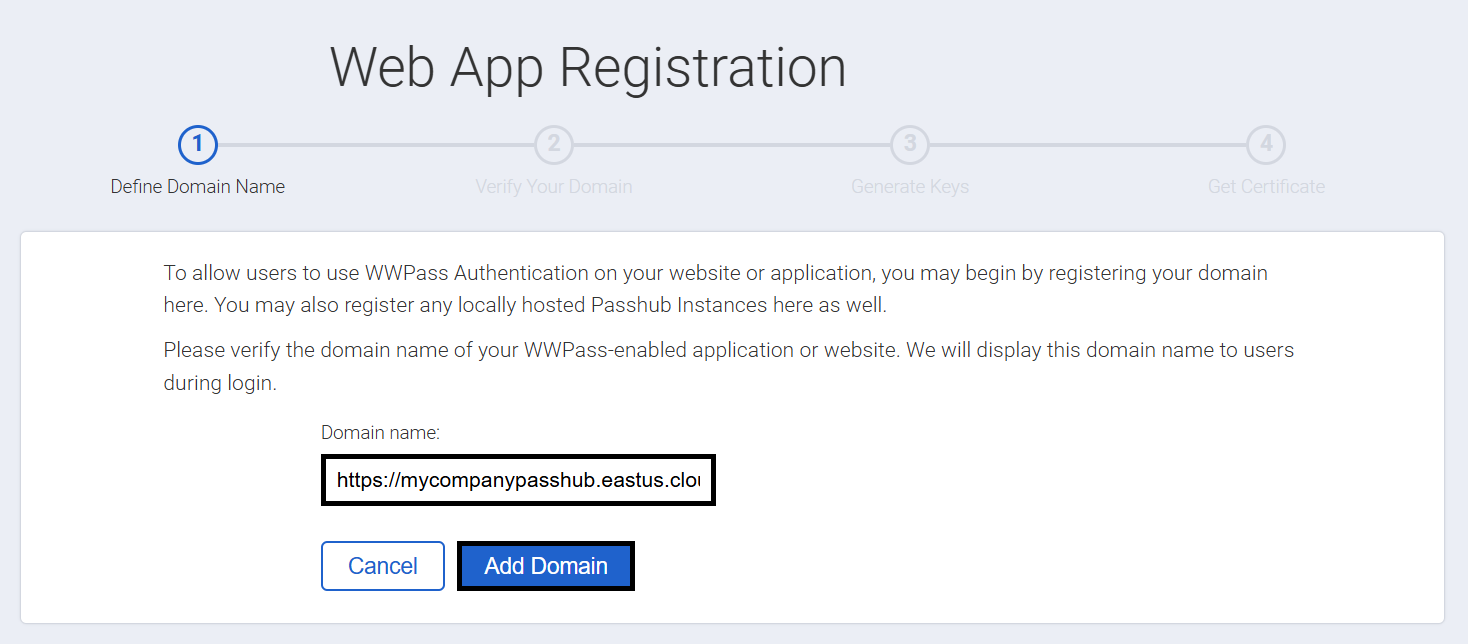 Web App Registration
1 2 3 4
Define Domain Name Verify Your Domain Generate Keys Get Certificate
To allow users to use WWPass Authentication on your website or application, you may begin by registering your domain
here. You may also register any locally hosted Passhub Instances here as well.
Please verify the domain name of your WWPass-enabled application or website. We will display this domain name to users
during login.
Domain name:
https://mycompanypasshub.eastus.clou
Cancel Add Domain